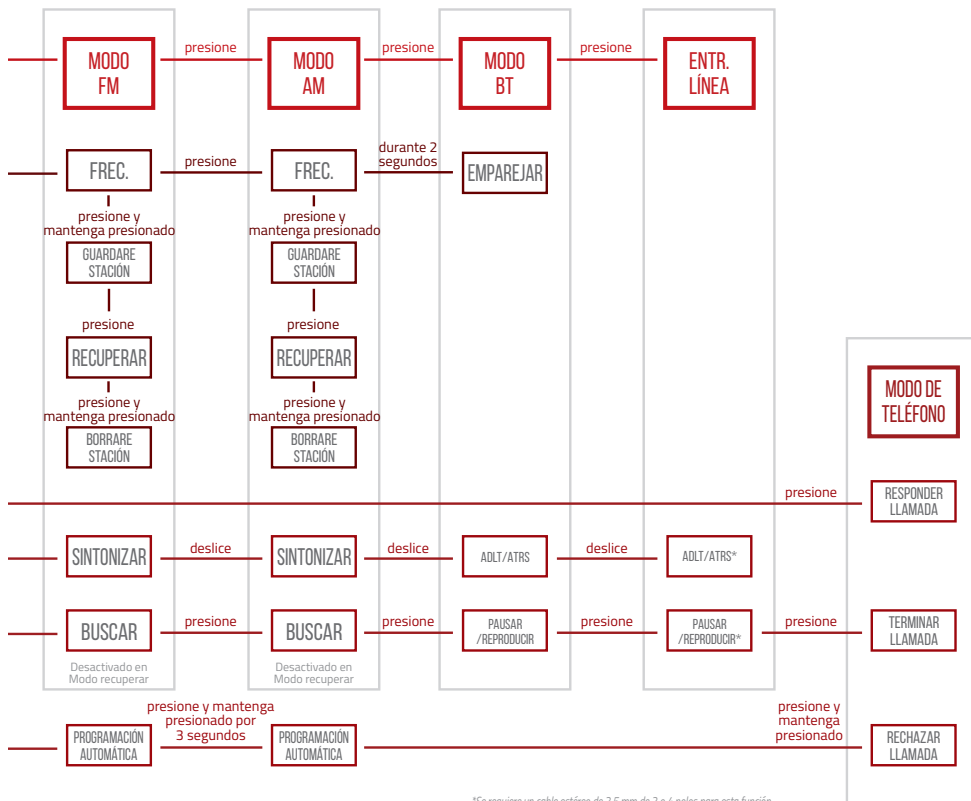 MODO
FM
presione
MODO
AM
presione
MODO
BT
presione
ENTR.
LÍNEA
FREC.
presione
FREC.
durante 2
segundos
EMPAREJAR
presione y
mantenga presionado
presione y
mantenga presionado
GUARDARE
STACIÓN
GUARDARE
STACIÓN
presione
presione
RECUPERAR
RECUPERAR
presione y
mantenga presionado
presione y
mantenga presionado
BORRARE
STACIÓN
BORRARE
STACIÓN
MODO DE
TELÉFONO
presione
RESPONDER
LLAMADA
SINTONIZAR
deslice
SINTONIZAR
deslice
ADLT/ATRS
deslice
ADLT/ATRS*
BUSCAR
presione
BUSCAR
presione
PAUSAR
/REPRODUCIR
presione
PAUSAR
/REPRODUCIR*
presione
TERMINAR
LLAMADA
Desactivado en
Modo recuperar
Desactivado en
Modo recuperar
PROGRAMACIÓN
AUTOMÁTICA
presione y mantenga
presionado por
3 segundos
PROGRAMACIÓN
AUTOMÁTICA
presione y
mantenga
presionado
RECHAZAR
LLAMADA